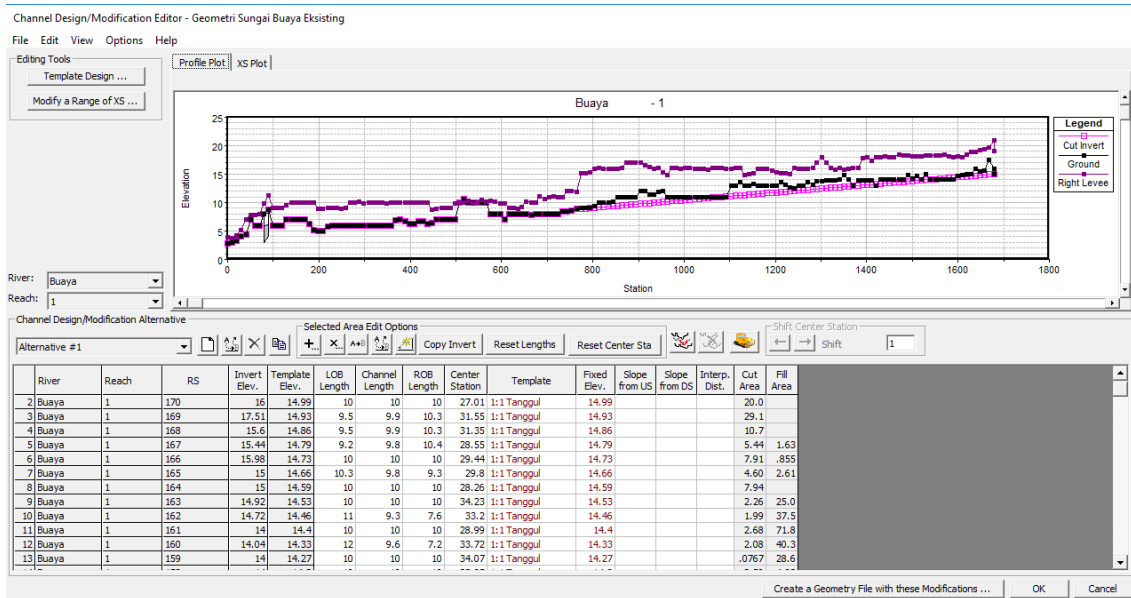 Channel Design/Modification Editor - Geometri Sungai Buaya Eksisting
File Edit View Options Help
Editing Tools
Template Design ...
Modify a Range of XS ...
Profile Plot XS Plot
Buaya - 1
25
20
15
10
5
0
Elevation
0 200 400 600 800 1000 1200 1400 1600 1800
Station
Legend
Cut Invert
Ground
Right Levee
River: Buaya
Reach: 1
Channel Design/Modification Alternative
Alternative #1
Selected Area Edit Options
Copy Invert Reset Lengths Reset Center Sta
Shift Center Station
Shift 1
River Reach RS Invert Elev. Template Elev. LOB Length Channel Length ROB Length Center Station Template Fixed Elev. Slope from US Slope from DS Interp. Dist. Cut Area Fill Area
2 Buaya 1 170 16 14.99 10 10 10 27.01 1:1 Tanggul 14.99 20.0
3 Buaya 1 169 17.51 14.93 9.5 9.9 10.3 31.55 1:1 Tanggul 14.93 29.1
4 Buaya 1 168 15.6 14.86 9.5 9.9 10.3 31.35 1:1 Tanggul 14.86 10.7
5 Buaya 1 167 15.44 14.79 9.2 9.8 10.4 28.55 1:1 Tanggul 14.79 5.44 1.63
6 Buaya 1 166 15.98 14.73 10 10 10 29.44 1:1 Tanggul 14.73 7.91 .855
7 Buaya 1 165 15 14.66 10.3 9.8 9.3 29.8 1:1 Tanggul 14.66 4.60 2.61
8 Buaya 1 164 15 14.59 10 10 10 28.26 1:1 Tanggul 14.59 7.94
9 Buaya 1 163 14.92 14.53 10 10 10 34.23 1:1 Tanggul 14.53 2.26 25.0
10 Buaya 1 162 14.72 14.46 11 9.3 7.6 33.2 1:1 Tanggul 14.46 1.99 37.5
11 Buaya 1 161 14 14.4 10 10 10 28.99 1:1 Tanggul 14.4 2.68 71.8
12 Buaya 1 160 14.04 14.33 12 9.6 7.2 33.72 1:1 Tanggul 14.33 2.08 40.3
13 Buaya 1 159 14 14.27 10 10 10 34.07 1:1 Tanggul 14.27 .0767 28.6
Create a Geometry File with these Modifications ... OK Cancel